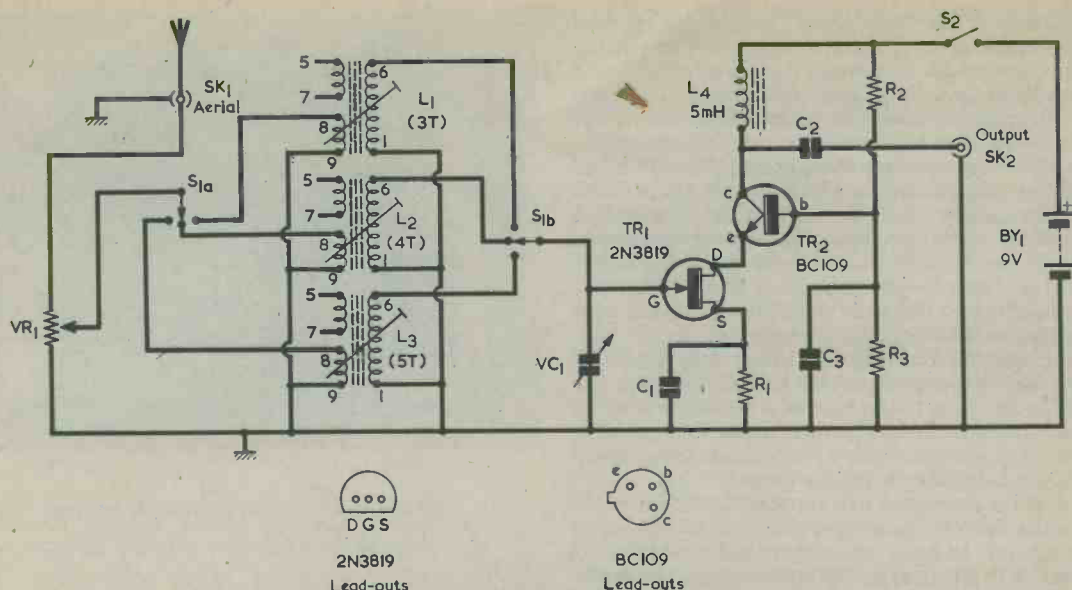 SK1
Aerial
S1a
VR1
5
7
8
9
6
1
L1
(3T)
5
7
8
9
6
1
L2
(4T)
5
7
8
9
6
1
L3
(5T)
S1b
VC1
TR1
2N3819
G
D
S
C1
R1
L4
5mH
C2
c
b
e
TR2
BC109
C3
R2
R3
S2
Output
SK2
+
BY1
9V
D G S
2N3819
Lead-outs
e
b
c
BC109
Lead-outs